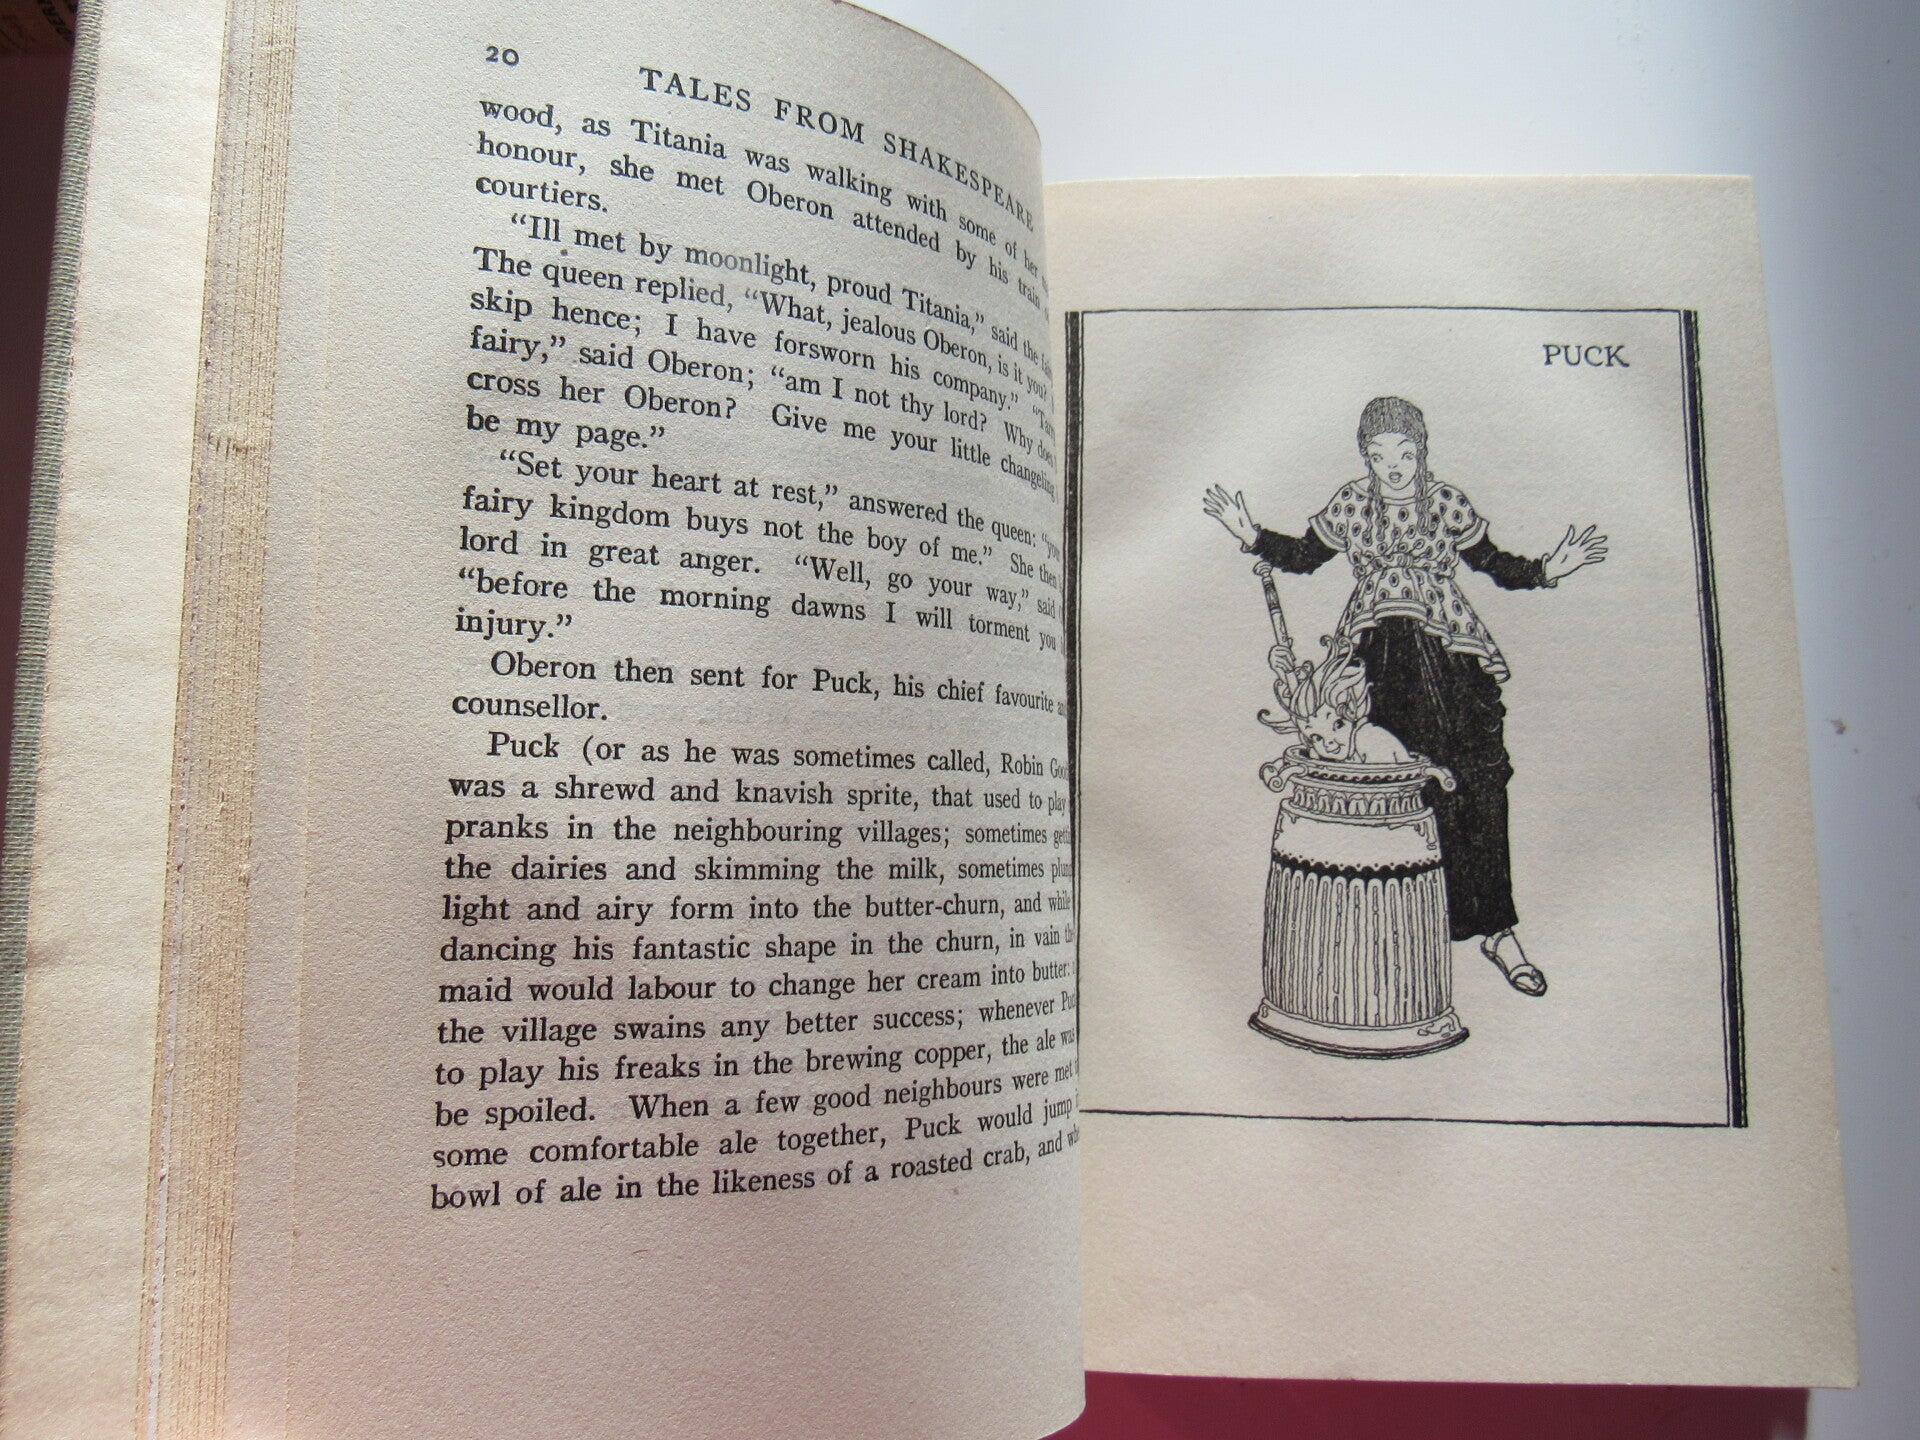 20
TALES FROM SHAKESPEARE
wood, as Titania was walking with some of her
honour, she met Oberon attended by his train
courtiers.
“Ill met by moonlight, proud Titania,” said the
The queen replied, “What, jealous Oberon, is it you?
skip hence; I have forsworn his company.”
fairy,” said Oberon; “am I not thy lord? Why does
cross her Oberon? Give me your little changeling
be my page.”
“Set your heart at rest,” answered the queen:
fairy kingdom buys not the boy of me.” She then
lord in great anger. “Well, go your way,” said
“before the morning dawns I will torment you
injury.”
Oberon then sent for Puck, his chief favourite
counsellor.
Puck (or as he was sometimes called, Robin
was a shrewd and knavish sprite, that used to play
pranks in the neighbouring villages; sometimes
the dairies and skimming the milk, sometimes
light and airy form into the butter-churn, and while
dancing his fantastic shape in the churn, in vain
maid would labour to change her cream into butter:
the village swains any better success; whenever
to play his freaks in the brewing copper, the ale was
be spoiled. When a few good neighbours were met
some comfortable ale together, Puck would jump
bowl of ale in the likeness of a roasted crab, and
PUCK